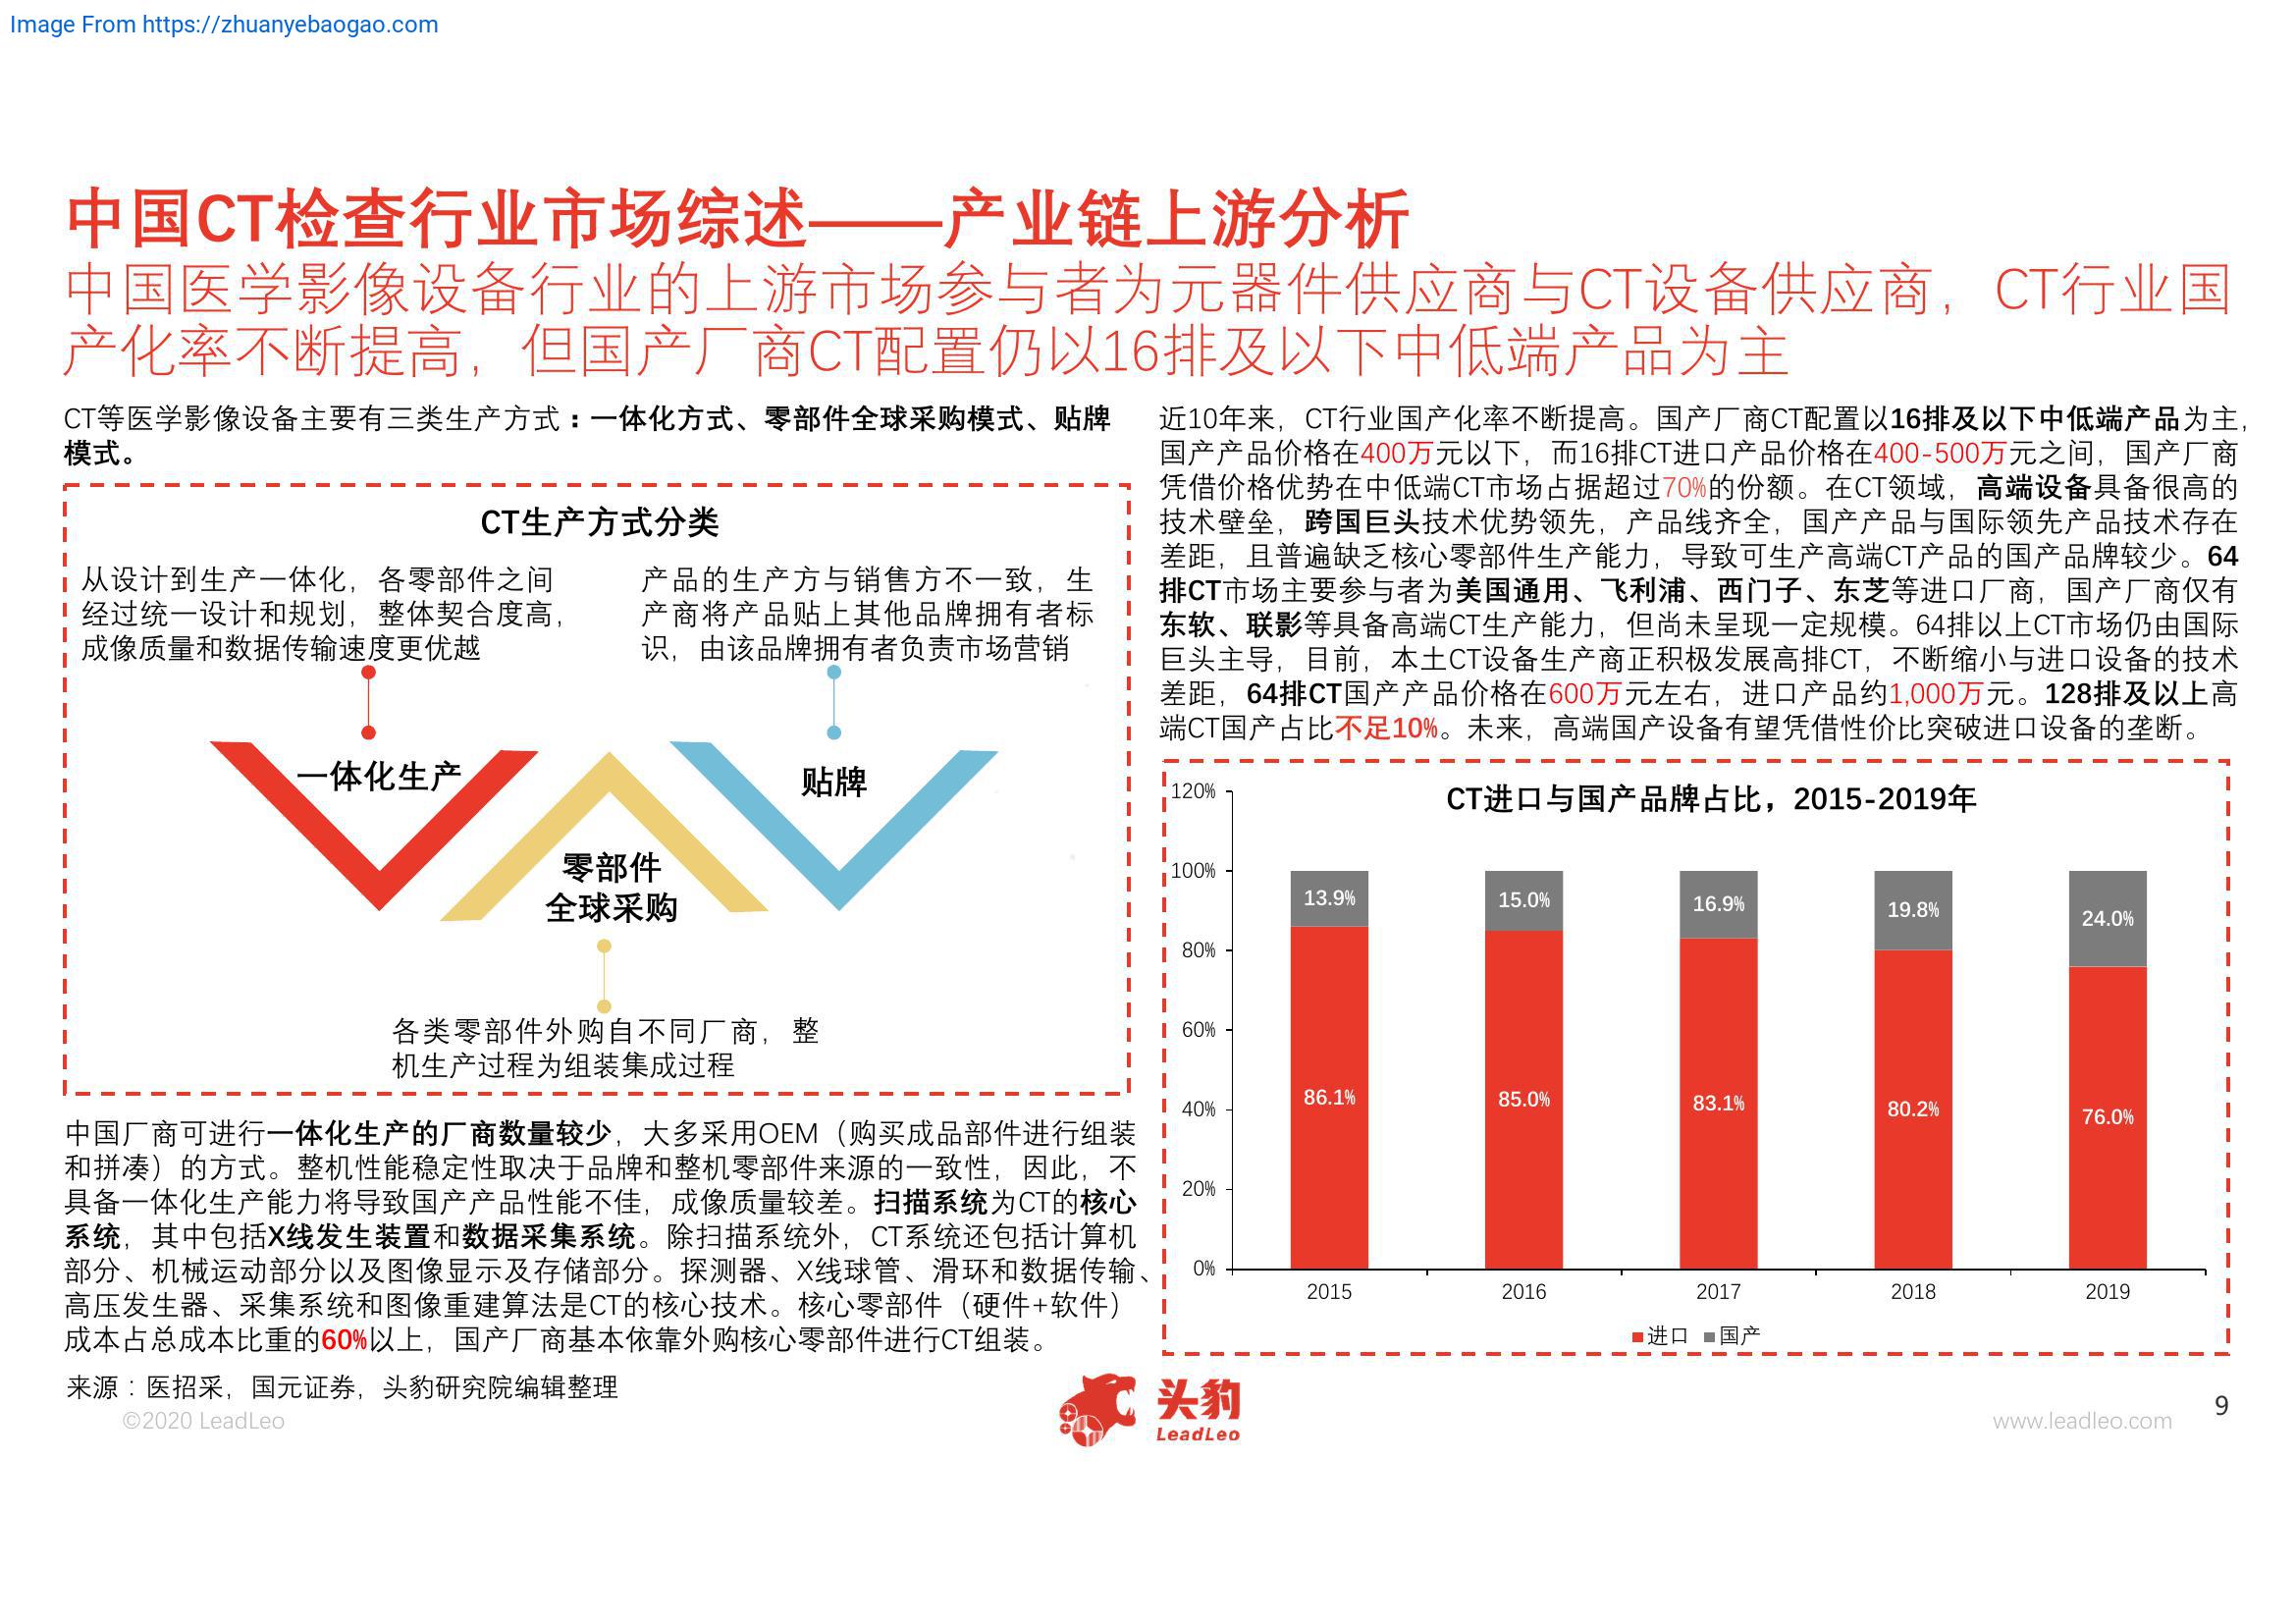 Image From https://zhuanyebaogao.com
中国CT检查行业市场综述——产业链上游分析
中国医学影像设备行业的上游市场参与者为元器件供应商与CT设备供应商，CT行业国
产化率不断提高，但国产厂商CT配置仍以16排及以下中低端产品为主
CT等医学影像设备主要有三类生产方式：一体化方式、零部件全球采购模式、贴牌
模式。
CT生产方式分类
从设计到生产一体化，各零部件之间
经过统一设计和规划，整体契合度高，
成像质量和数据传输速度更优越
产品的生产方与销售方不一致，生
产商将产品贴上其他品牌拥有者标
识，由该品牌拥有者负责市场营销
一体化生产
贴牌
零部件
全球采购
各类零部件外购自不同厂商，整
机生产过程为组装集成过程
中国厂商可进行一体化生产的厂商数量较少，大多采用OEM（购买成品部件进行组装
和拼凑）的方式。整机性能稳定性取决于品牌和整机零部件来源的一致性，因此，不
具备一体化生产能力将导致国产产品性能不佳，成像质量较差。扫描系统为CT的核心
系统，其中包括X线发生装置和数据采集系统。除扫描系统外，CT系统还包括计算机
部分、机械运动部分以及图像显示及存储部分。探测器、X线球管、滑环和数据传输、
高压发生器、采集系统和图像重建算法是CT的核心技术。核心零部件（硬件+软件）
成本占总成本比重的60%以上，国产厂商基本依靠外购核心零部件进行CT组装。
近10年来，CT行业国产化率不断提高。国产厂商CT配置以16排及以下中低端产品为主，
国产产品价格在400万元以下，而16排CT进口产品价格在400-500万元之间，国产厂商
凭借价格优势在中低端CT市场占据超过70%的份额。在CT领域，高端设备具备很高的
技术壁垒，跨国巨头技术优势领先，产品线齐全，国产产品与国际领先产品技术存在
差距，且普遍缺乏核心零部件生产能力，导致可生产高端CT产品的国产品牌较少。64
排CT市场主要参与者为美国通用、飞利浦、西门子、东芝等进口厂商，国产厂商仅有
东软、联影等具备高端CT生产能力，但尚未呈现一定规模。64排以上CT市场仍由国际
巨头主导，目前，本土CT设备生产商正积极发展高排CT，不断缩小与进口设备的技术
差距，64排CT国产产品价格在600万元左右，进口产品约1,000万元。128排及以上高
端CT国产占比不足10%。未来，高端国产设备有望凭借性价比突破进口设备的垄断。
CT进口与国产品牌占比，2015-2019年
120%
100%
80%
60%
40%
20%
0%
13.9%
15.0%
16.9%
19.8%
24.0%
86.1%
85.0%
83.1%
80.2%
76.0%
2015
2016
2017
2018
2019
进口
国产
来源：医招采，国元证券，头豹研究院编辑整理
©2020 LeadLeo
头豹
LeadLeo
www.leadleo.com
9